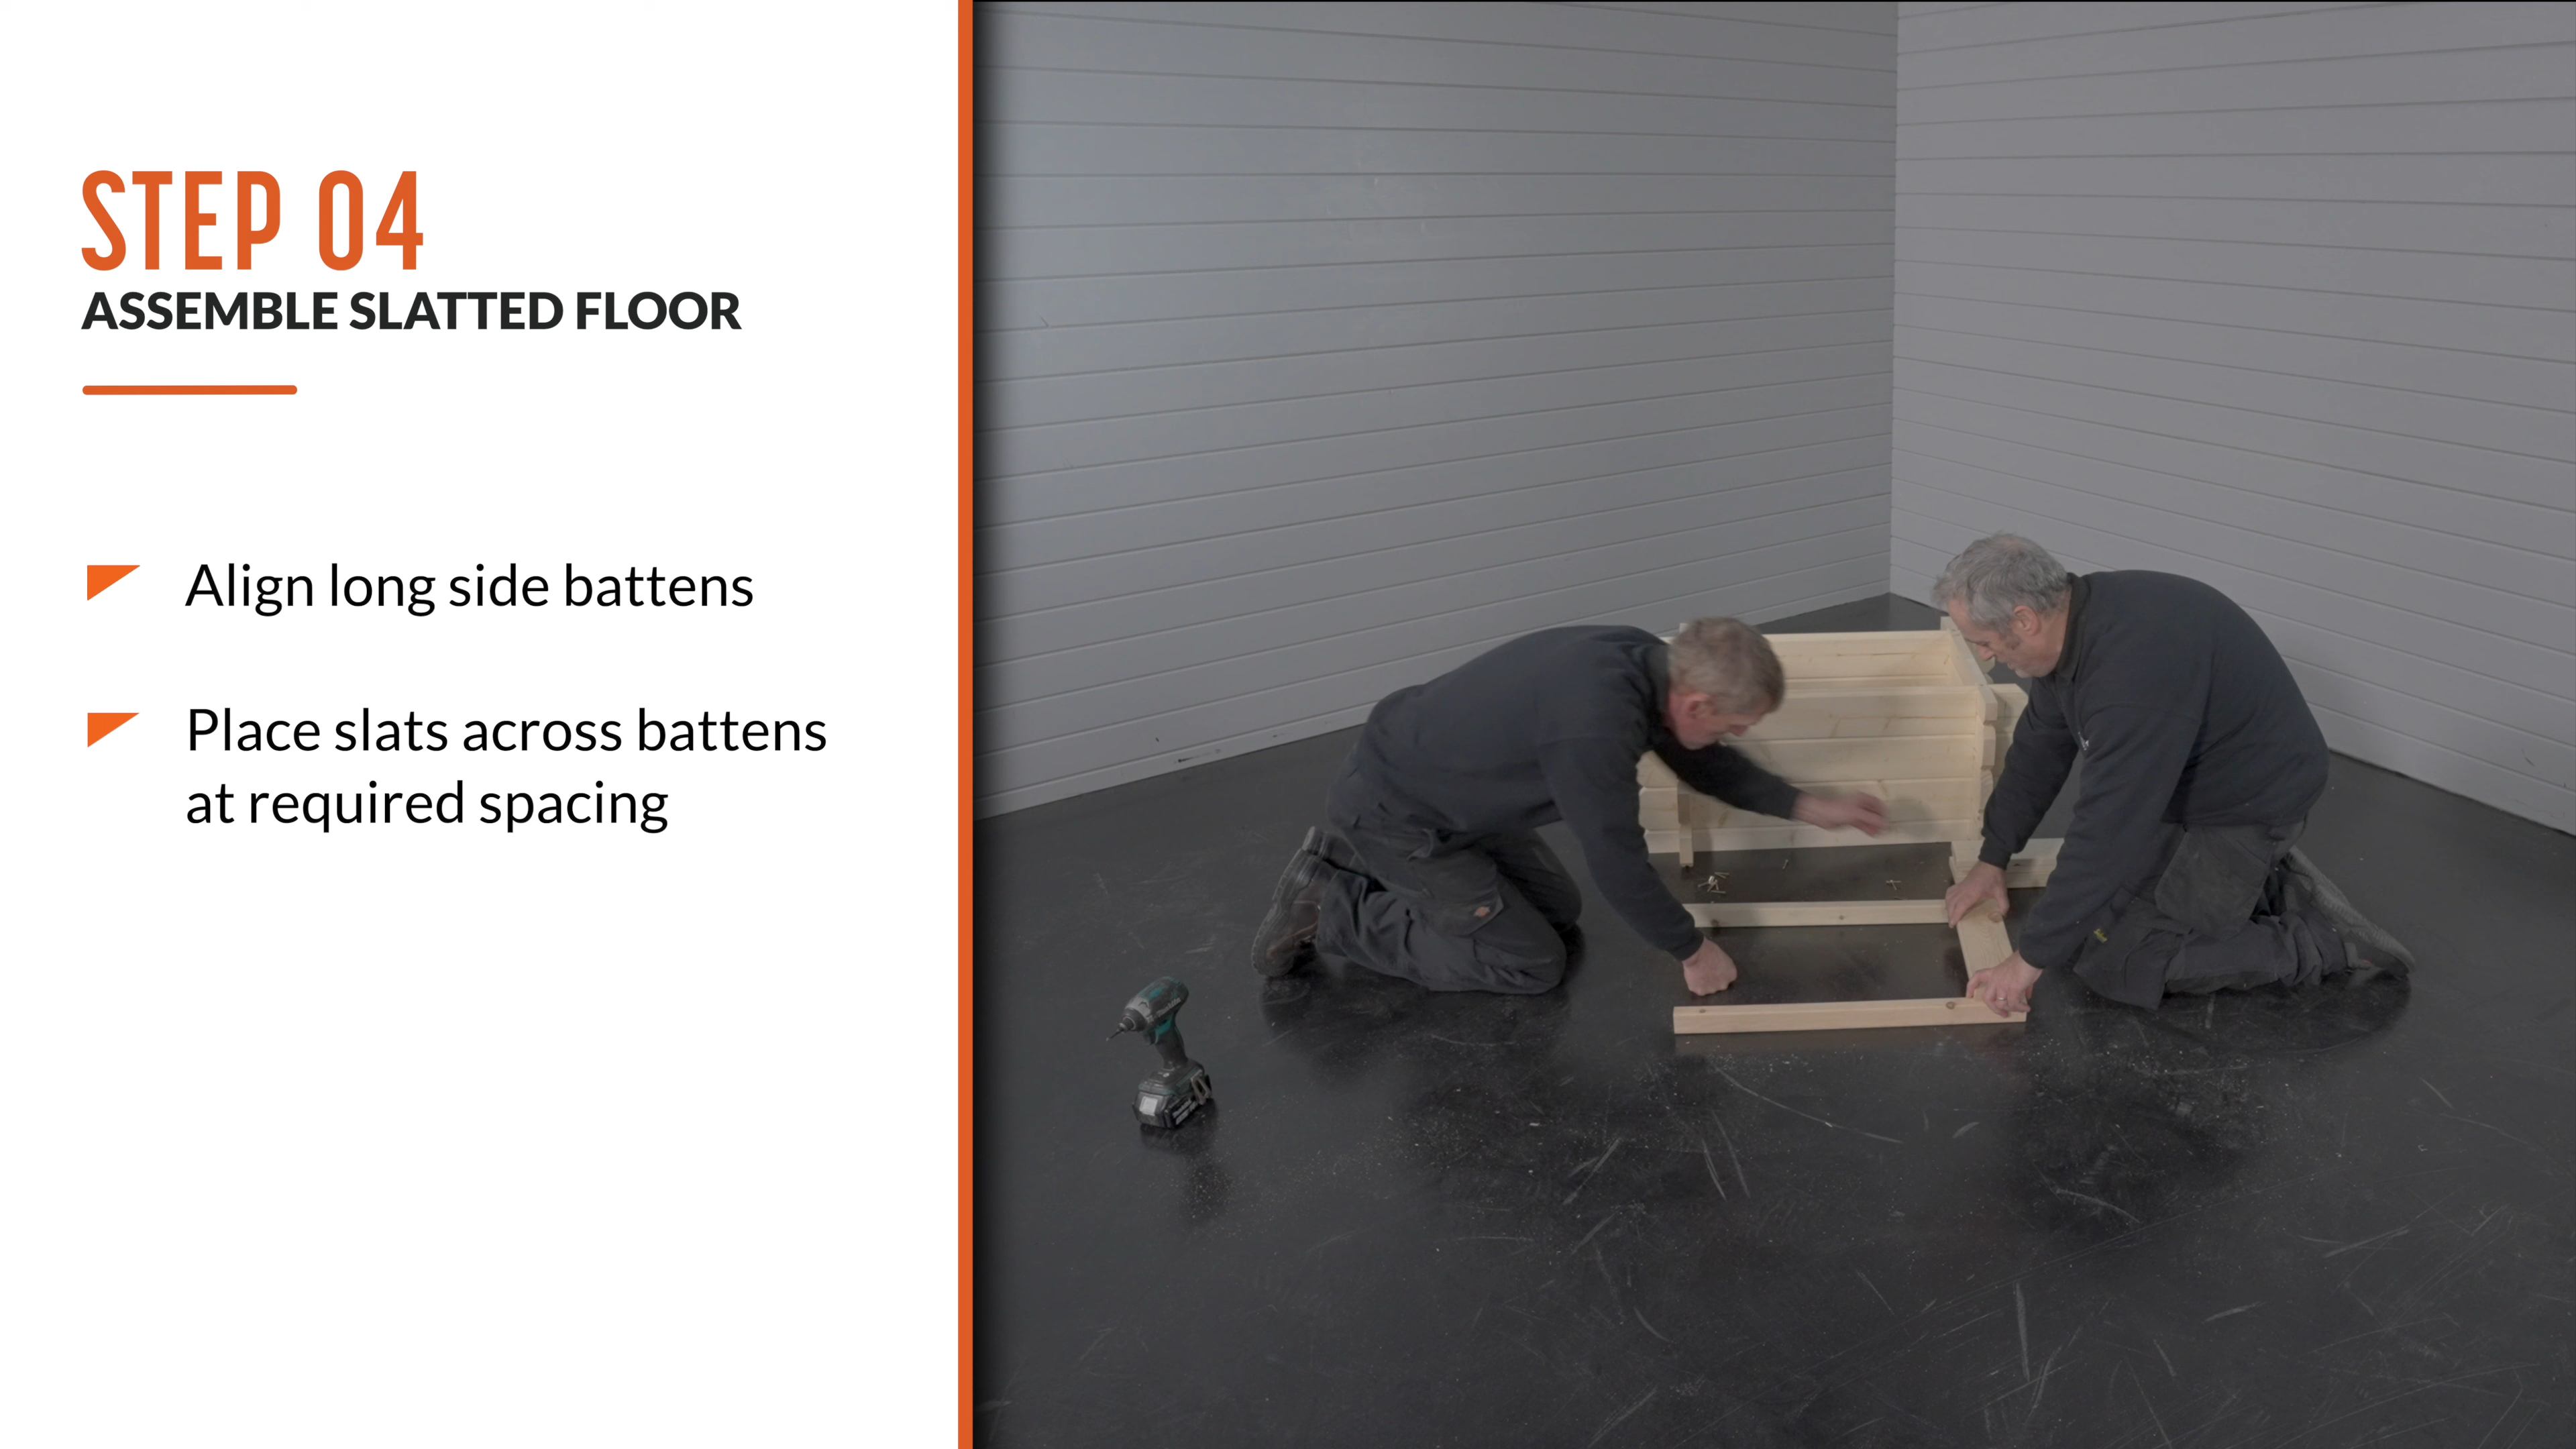 STEP 04
ASSEMBLE SLATTED FLOOR
Align long side battens
Place slats across battens
at required spacing